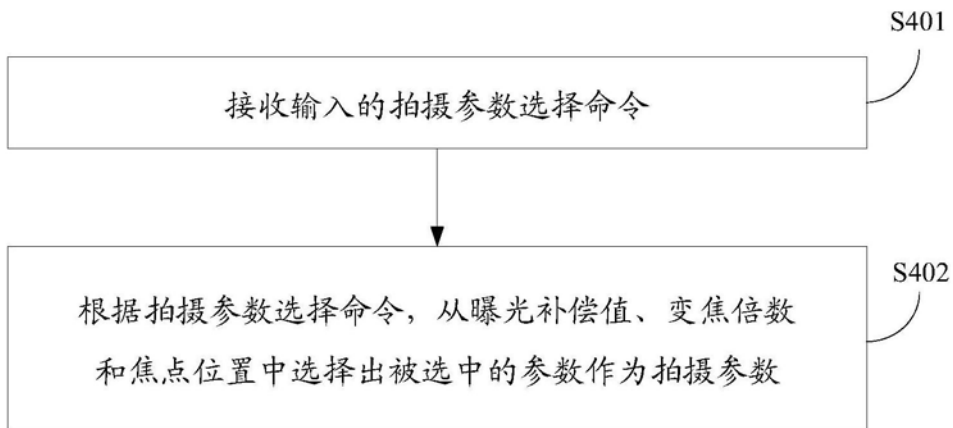 S401
接收输入的拍摄参数选择命令
S402
根据拍摄参数选择命令，从曝光补偿值、变焦倍数
和焦点位置中选择出被选中的参数作为拍摄参数